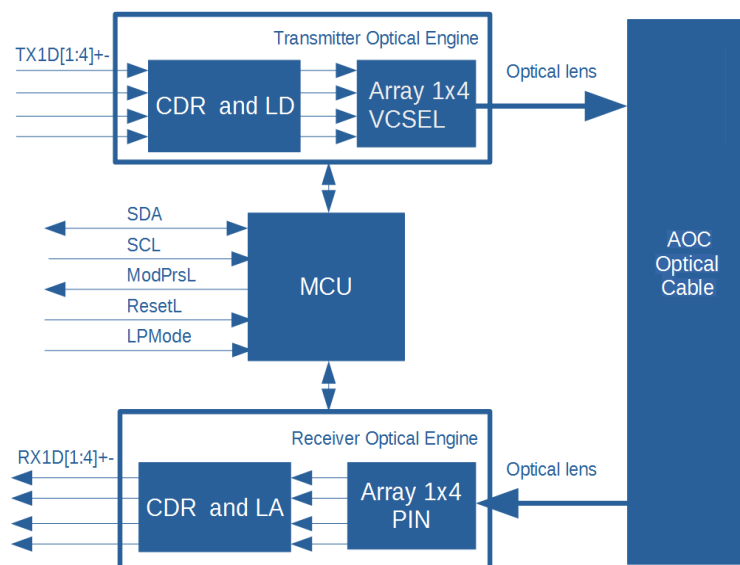 Transmitter Optical Engine
TX1D[1:4]+-
CDR and LD
Array 1x4
VCSEL
Optical lens
SDA
SCL
ModPrsL
ResetL
LPMode
MCU
AOC
Optical
Cable
Receiver Optical Engine
RX1D[1:4]+-
CDR and LA
Array 1x4
PIN
Optical lens